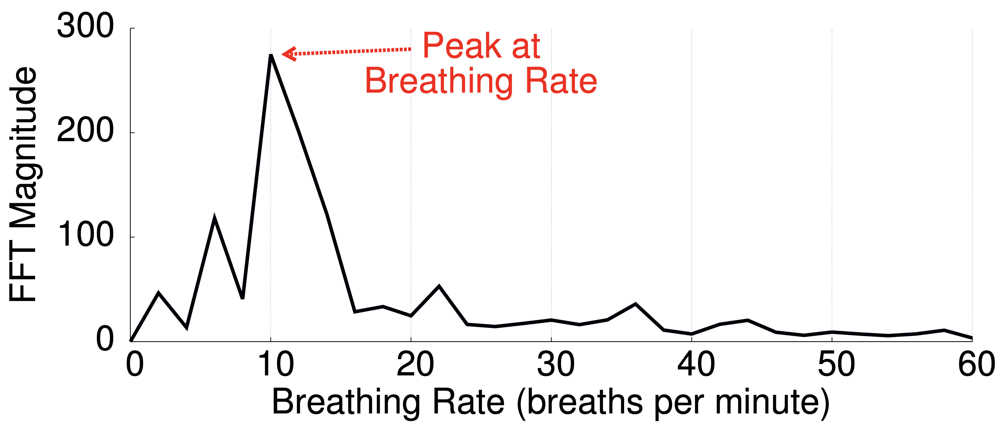 300
200
100
0
FFT Magnitude
Peak at
Breathing Rate
0 10 20 30 40 50 60
Breathing Rate (breaths per minute)